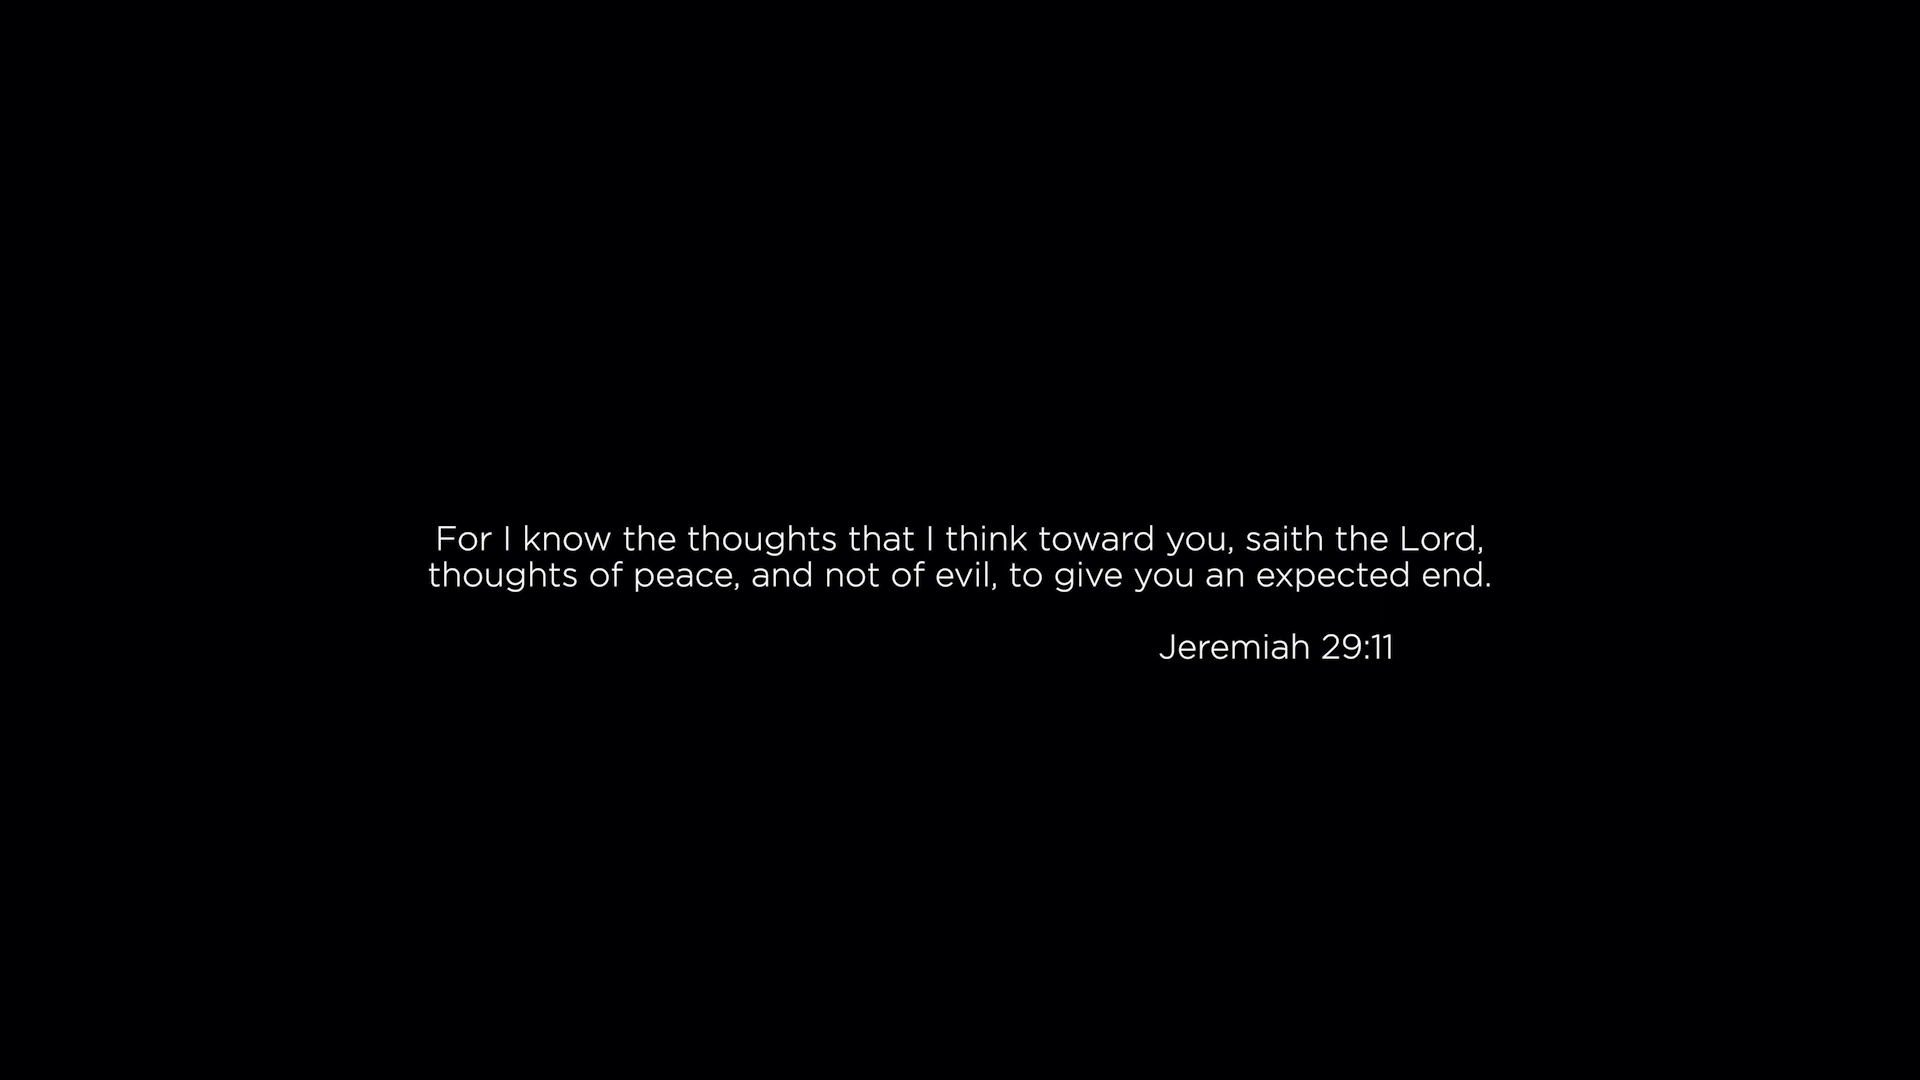 For I know the thoughts that I think toward you, saith the Lord,
thoughts of peace, and not of evil, to give you an expected end.
Jeremiah 29:11